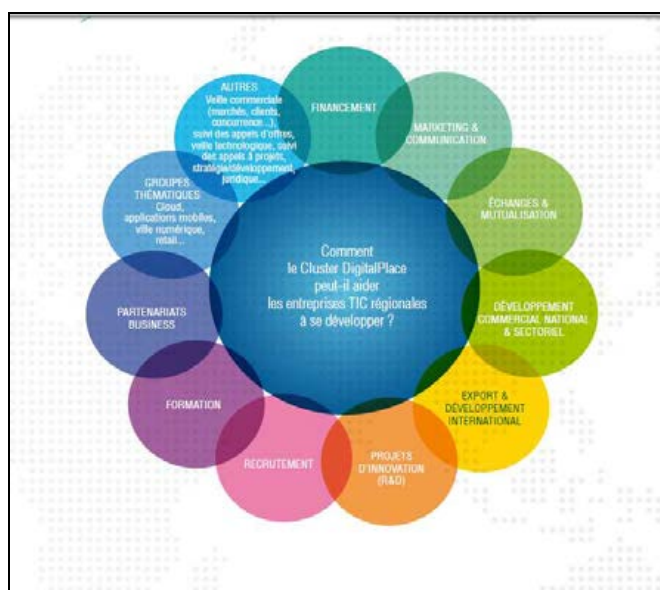 FINANCEMENT
MARKETING &
COMMUNICATION
ÉCHANGES &
MUTUALISATION
DÉVELOPPEMENT
COMMERCIAL NATIONAL
& SECTORIEL
EXPORT &
DÉVELOPPEMENT
INTERNATIONAL
PROJETS
D'INNOVATION
(R&D)
RECRUTEMENT
FORMATION
PARTENARIATS
BUSINESS
GROUPES
THÉMATIQUES
Cloud,
applications mobiles,
ville numérique,
retail...
AUTRES
Veille commerciale
(marchés, clients,
concurrence...),
suivi des appels d'offres,
veille technologique, suivi
des appels à projets,
stratégie/développement,
juridique...
Comment
le Cluster DigitalPlace
peut-il aider
les entreprises TIC régionales
à se développer ?